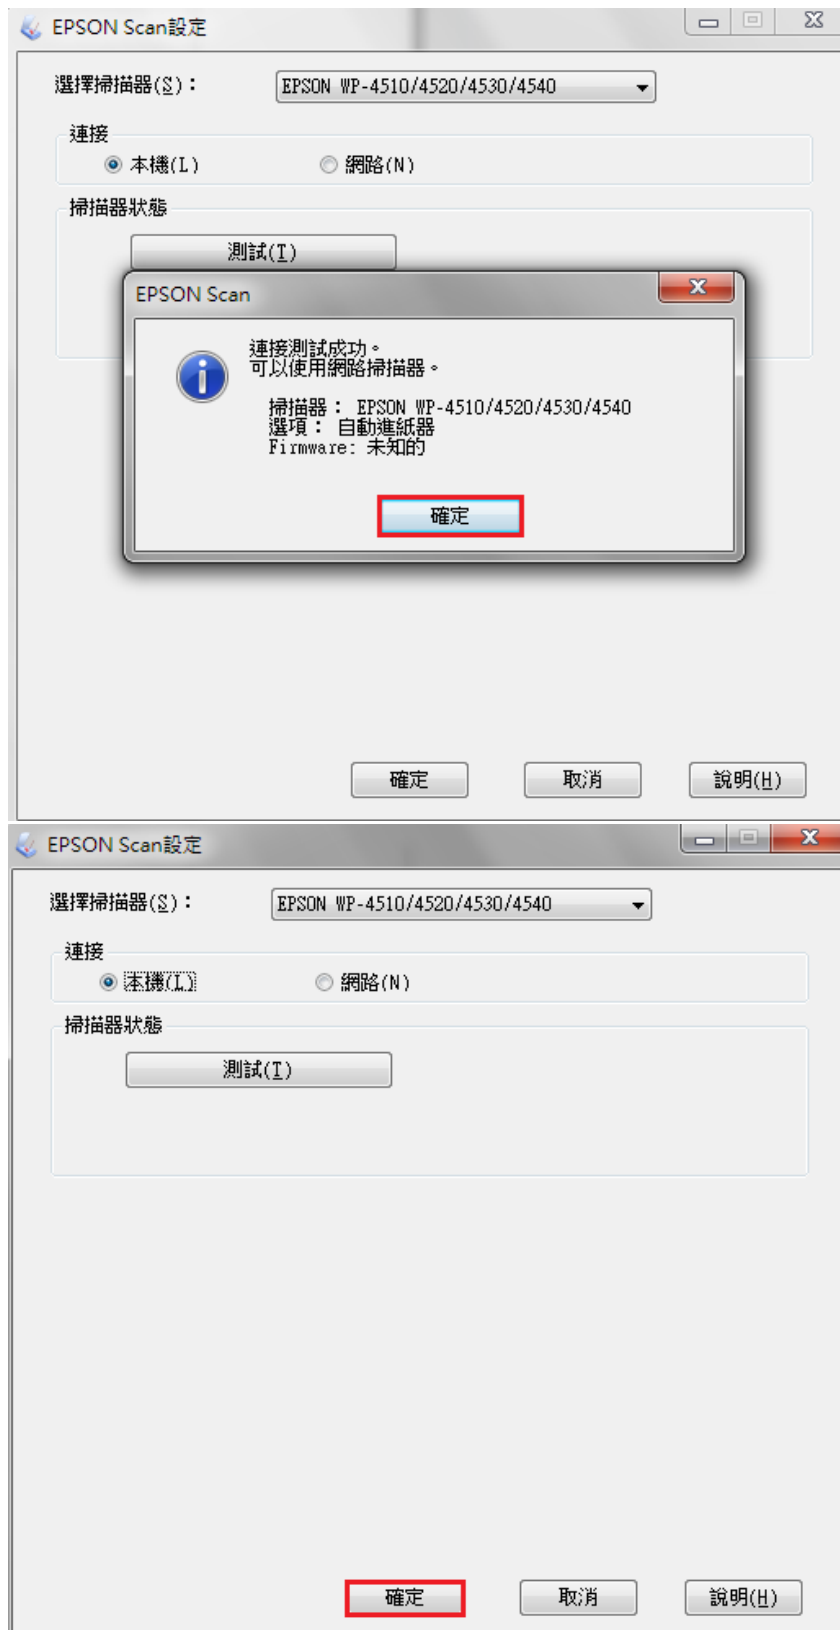 EPSON Scan設定
選擇掃描器(S)： EPSON WP-4510/4520/4530/4540
連接
本機(L) 網路(N)
掃描器狀態
測試(T)
EPSON Scan
連接測試成功。
可以使用網路掃描器。
掃描器： EPSON WP-4510/4520/4530/4540
選項： 自動進紙器
Firmware: 未知的
確定
確定 取消 說明(H)
EPSON Scan設定
選擇掃描器(S)： EPSON WP-4510/4520/4530/4540
連接
本機(L) 網路(N)
掃描器狀態
測試(T)
確定 取消 說明(H)